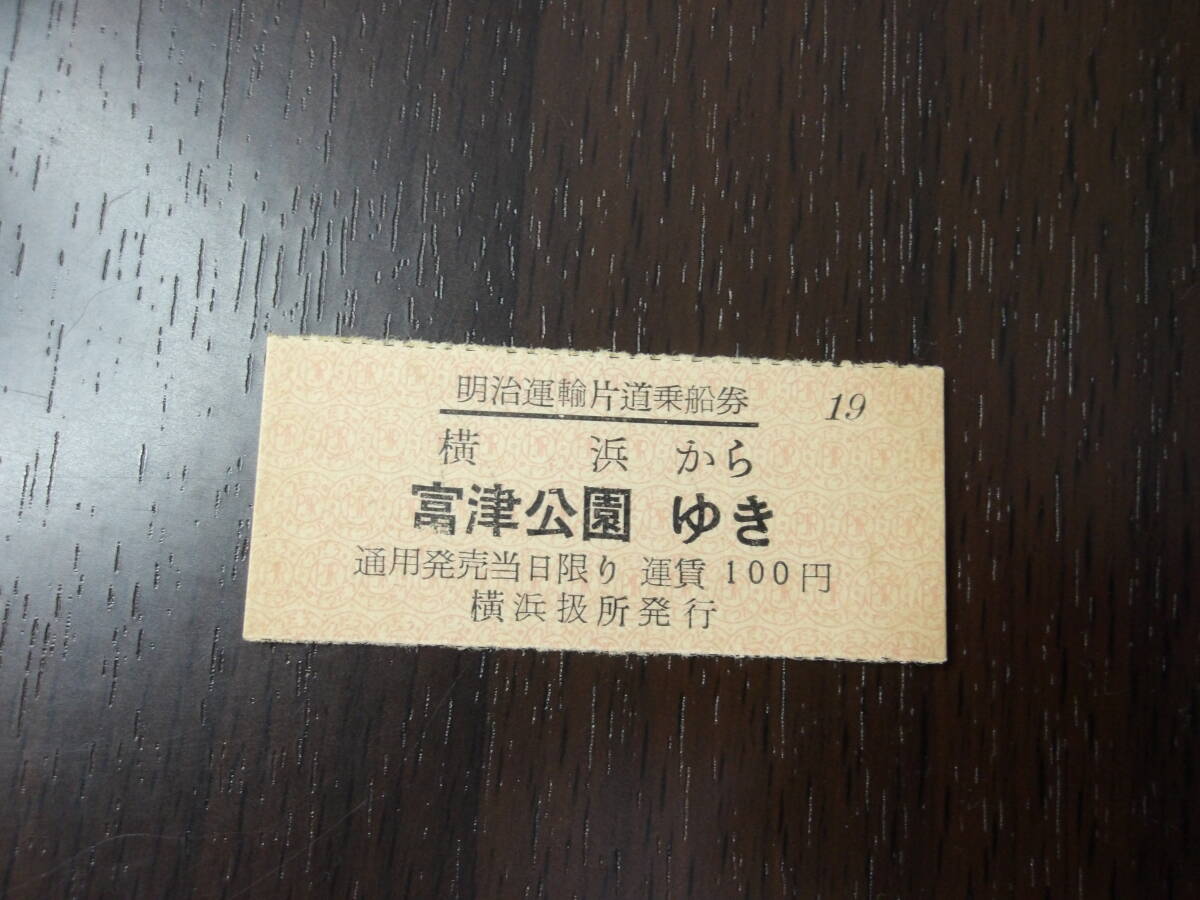 明治運輸片道乗船券 19
横浜から
富津公園ゆき
通用発売当日限り 運賃100円
横浜扱所発行